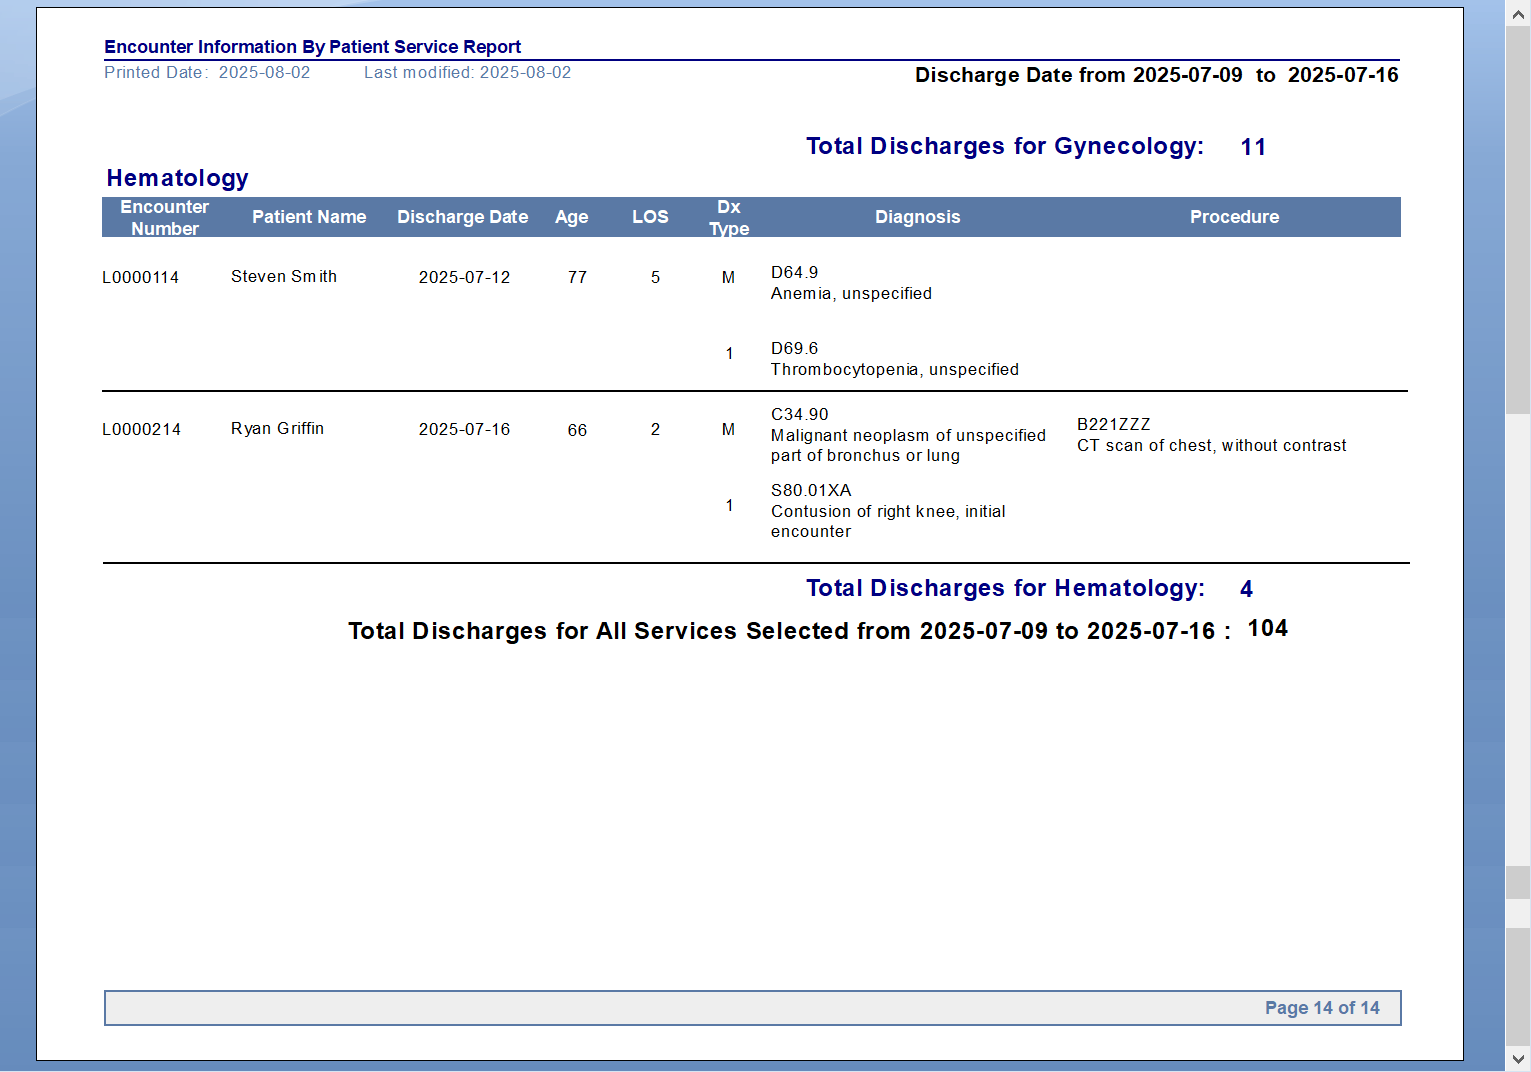 Encounter Information By Patient Service Report
Printed Date: 2025-08-02 Last modified: 2025-08-02
Discharge Date from 2025-07-09 to 2025-07-16
Total Discharges for Gynecology: 11
Hematology
Encounter Number Patient Name Discharge Date Age LOS Dx Type Diagnosis Procedure
L0000114 Steven Smith 2025-07-12 77 5 M D64.9
Anemia, unspecified
1 D69.6
Thrombocytopenia, unspecified
L0000214 Ryan Griffin 2025-07-16 66 2 M C34.90
Malignant neoplasm of unspecified
part of bronchus or lung
B221ZZZ
CT scan of chest, without contrast
1 S80.01XA
Contusion of right knee, initial
encounter
Total Discharges for Hematology: 4
Total Discharges for All Services Selected from 2025-07-09 to 2025-07-16 : 104
Page 14 of 14